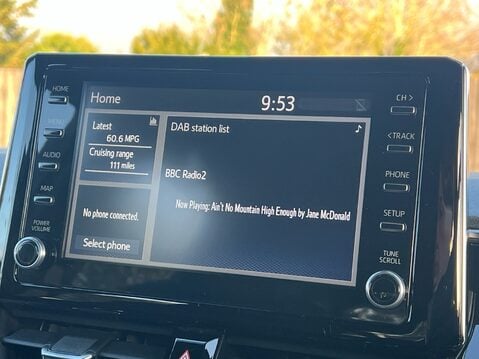 HOME
MENU
AUDIO
MAP
POWER
VOLUME
Home
9:53
Latest
60.6 MPG
Cruising range
111 miles
No phone connected.
Select phone
DAB station list
BBC Radio2
Now Playing: Ain't No Mountain High Enough by Jane McDonald
CH >
< TRACK
PHONE
SETUP
TUNE
SCROLL